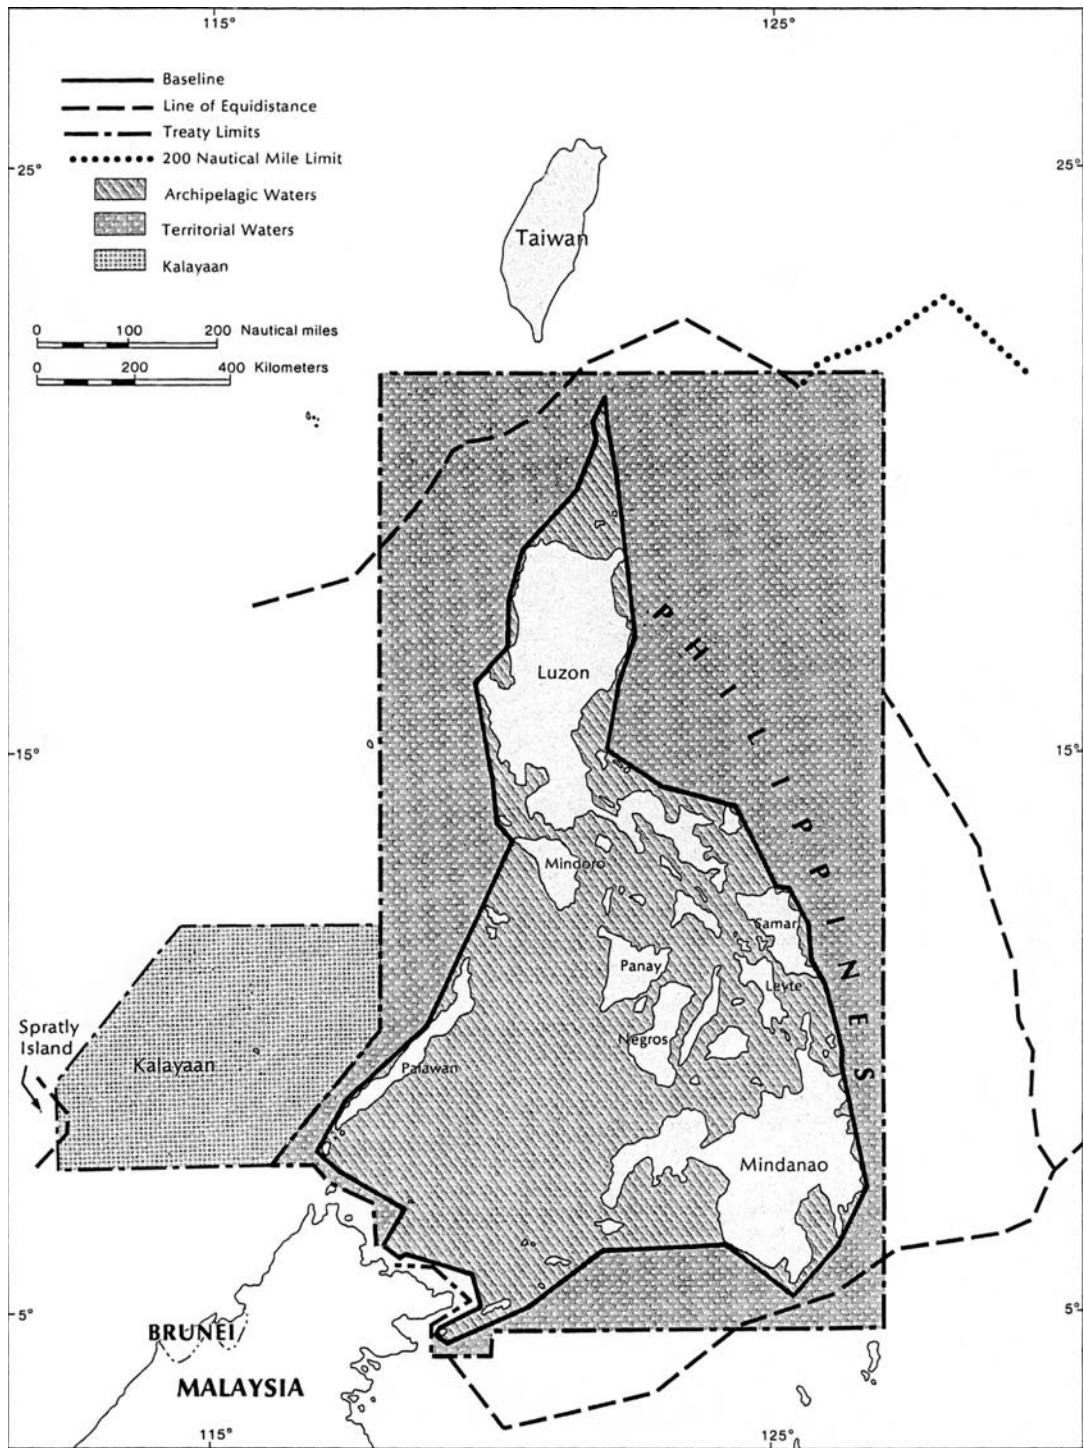 115°
125°
Baseline
Line of Equidistance
Treaty Limits
200 Nautical Mile Limit
Archipelagic Waters
Territorial Waters
Kalayaan
25°
25°
Taiwan
0 100 200 Nautical miles
0 200 400 Kilometers
PHILIPPINES
Luzon
15°
15°
Mindoro
Samar
Panay
Leyte
Negros
Spratly
Island
Kalayaan
Palawan
Mindanao
5°
5°
BRUNEI
MALAYSIA
115°
125°